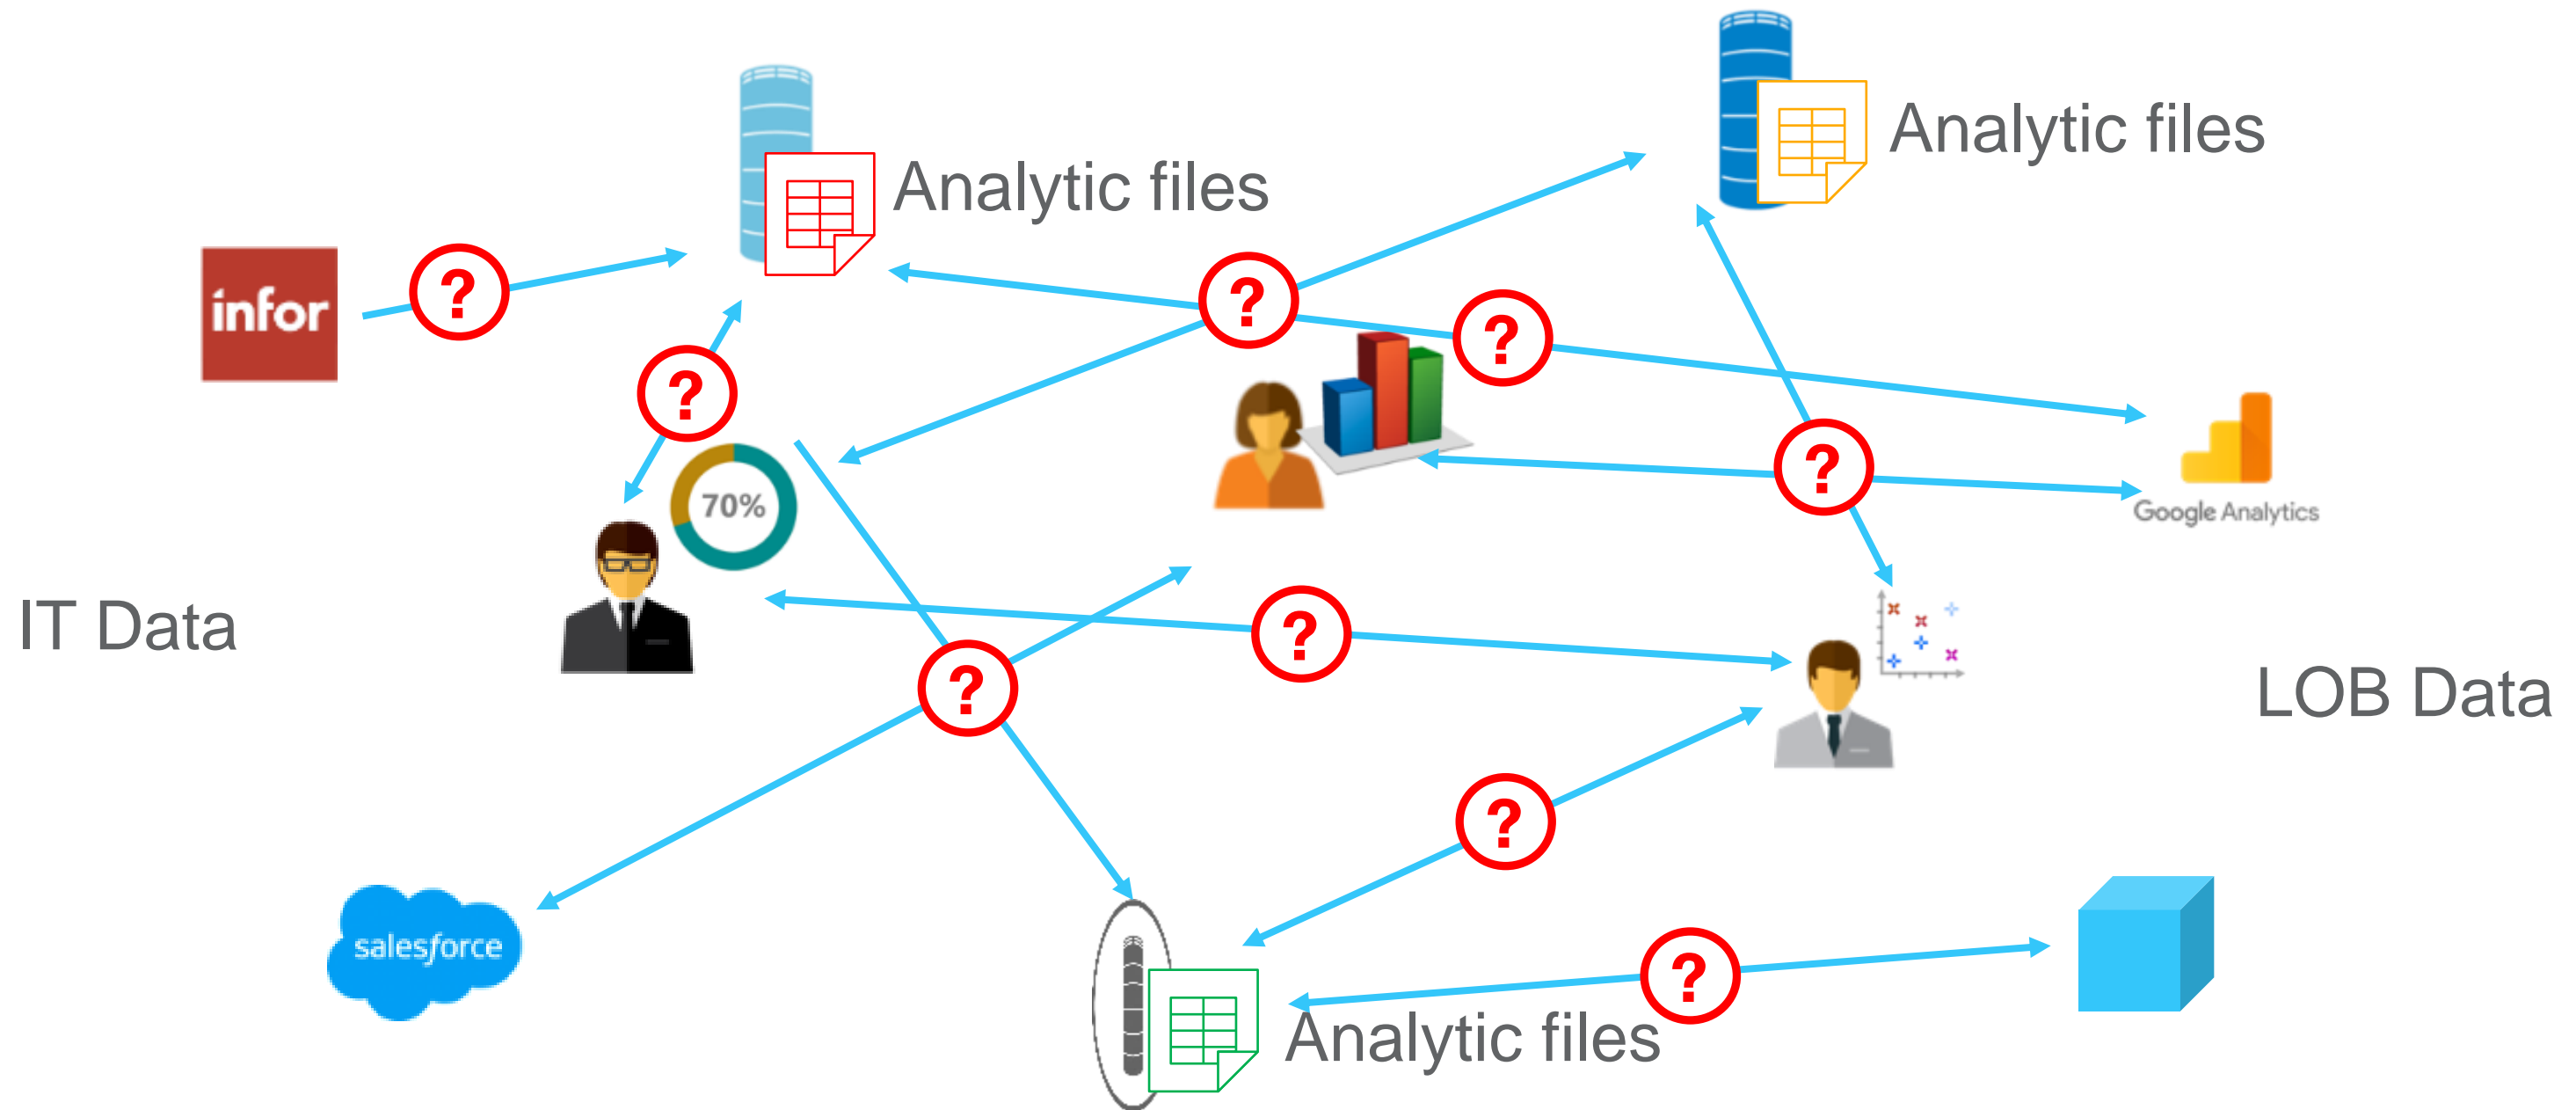 Analytic files
Analytic files
infor
?
?
?
?
?
70%
?
Google Analytics
IT Data
?
?
LOB Data
?
salesforce
?
Analytic files